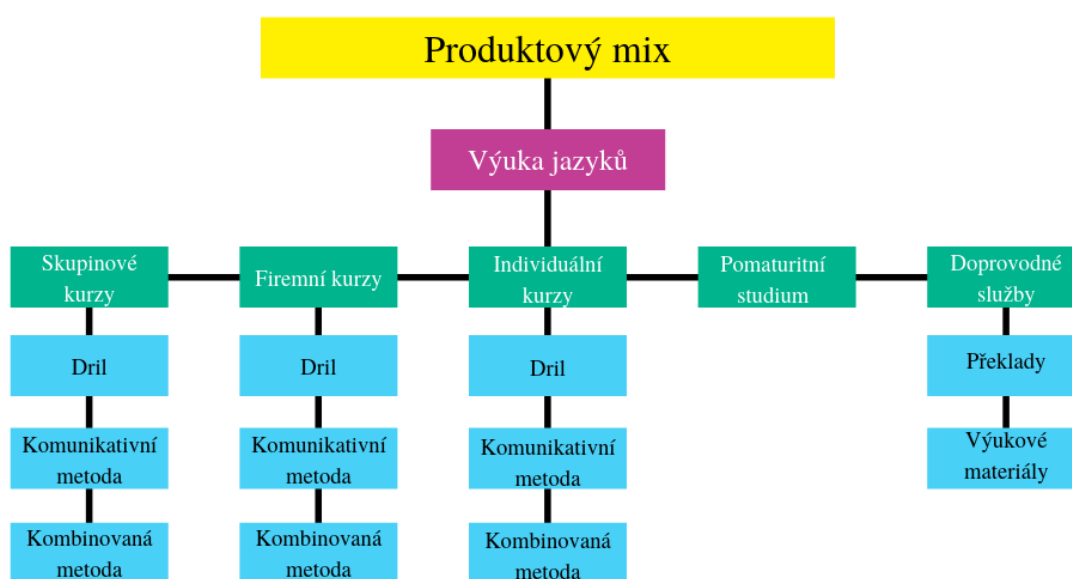 Produktový mix
Výuka jazyků
Skupinové
kurzy
Firemní kurzy
Individuální
kurzy
Pomaturitní
studium
Doprovodné
služby
Dril
Dril
Dril
Překlady
Komunikativní
metoda
Komunikativní
metoda
Komunikativní
metoda
Výukové
materiály
Kombinovaná
metoda
Kombinovaná
metoda
Kombinovaná
metoda